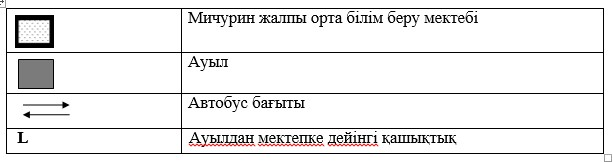 Мичурин жалпы орта білім беру мектебі
Ауыл
Автобус бағыты
L Ауылдан мектепке дейінгі қашықтық